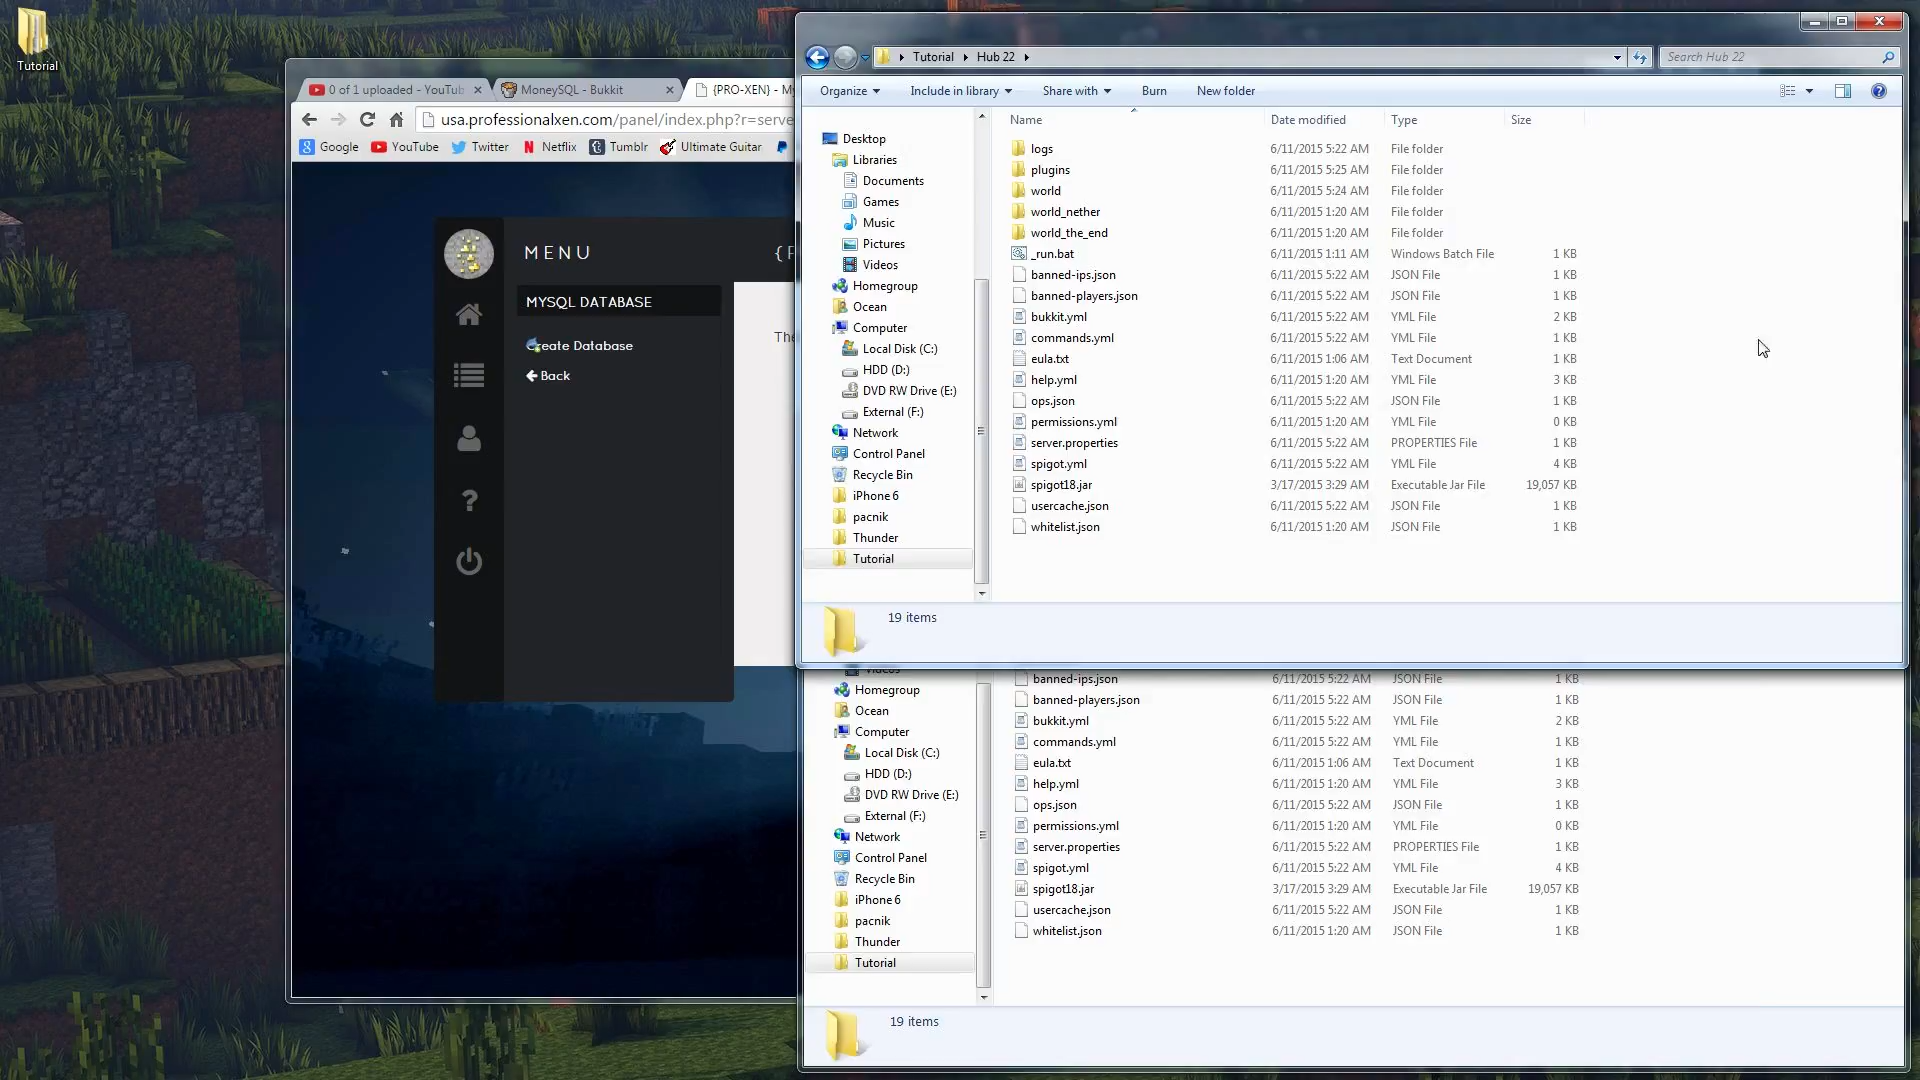 Tutorial
0 of 1 uploaded - YouTub
MoneySQL - Bukkit
{PRO-XEN} - M
usa.professionalxen.com/panel/index.php?r=serve
Google
YouTube
Twitter
Netflix
Tumblr
Ultimate Guitar
MENU
MYSQL DATABASE
Create Database
Back
{P
The
Tutorial
Hub 22
Search Hub 22
Organize
Include in library
Share with
Burn
New folder
Desktop
Libraries
Documents
Games
Music
Pictures
Videos
Homegroup
Ocean
Computer
Local Disk (C:)
HDD (D:)
DVD RW Drive (E:)
External (F:)
Network
Control Panel
Recycle Bin
iPhone 6
pacnik
Thunder
Tutorial
Name Date modified Type Size
logs 6/11/2015 5:22 AM File folder
plugins 6/11/2015 5:25 AM File folder
world 6/11/2015 5:24 AM File folder
world_nether 6/11/2015 1:20 AM File folder
world_the_end 6/11/2015 1:20 AM File folder
_run.bat 6/11/2015 1:11 AM Windows Batch File 1 KB
banned-ips.json 6/11/2015 5:22 AM JSON File 1 KB
banned-players.json 6/11/2015 5:22 AM JSON File 1 KB
bukkit.yml 6/11/2015 5:22 AM YML File 2 KB
commands.yml 6/11/2015 5:22 AM YML File 1 KB
eula.txt 6/11/2015 1:06 AM Text Document 1 KB
help.yml 6/11/2015 1:20 AM YML File 3 KB
ops.json 6/11/2015 5:22 AM JSON File 1 KB
permissions.yml 6/11/2015 1:20 AM YML File 0 KB
server.properties 6/11/2015 5:22 AM PROPERTIES File 1 KB
spigot.yml 6/11/2015 5:22 AM YML File 4 KB
spigot18.jar 3/17/2015 3:29 AM Executable Jar File 19,057 KB
usercache.json 6/11/2015 5:22 AM JSON File 1 KB
whitelist.json 6/11/2015 1:20 AM JSON File 1 KB
19 items
Homegroup
Ocean
Computer
Local Disk (C:)
HDD (D:)
DVD RW Drive (E:)
External (F:)
Network
Control Panel
Recycle Bin
iPhone 6
pacnik
Thunder
Tutorial
banned-ips.json 6/11/2015 5:22 AM JSON File 1 KB
banned-players.json 6/11/2015 5:22 AM JSON File 1 KB
bukkit.yml 6/11/2015 5:22 AM YML File 2 KB
commands.yml 6/11/2015 5:22 AM YML File 1 KB
eula.txt 6/11/2015 1:06 AM Text Document 1 KB
help.yml 6/11/2015 1:20 AM YML File 3 KB
ops.json 6/11/2015 5:22 AM JSON File 1 KB
permissions.yml 6/11/2015 1:20 AM YML File 0 KB
server.properties 6/11/2015 5:22 AM PROPERTIES File 1 KB
spigot.yml 6/11/2015 5:22 AM YML File 4 KB
spigot18.jar 3/17/2015 3:29 AM Executable Jar File 19,057 KB
usercache.json 6/11/2015 5:22 AM JSON File 1 KB
whitelist.json 6/11/2015 1:20 AM JSON File 1 KB
19 items